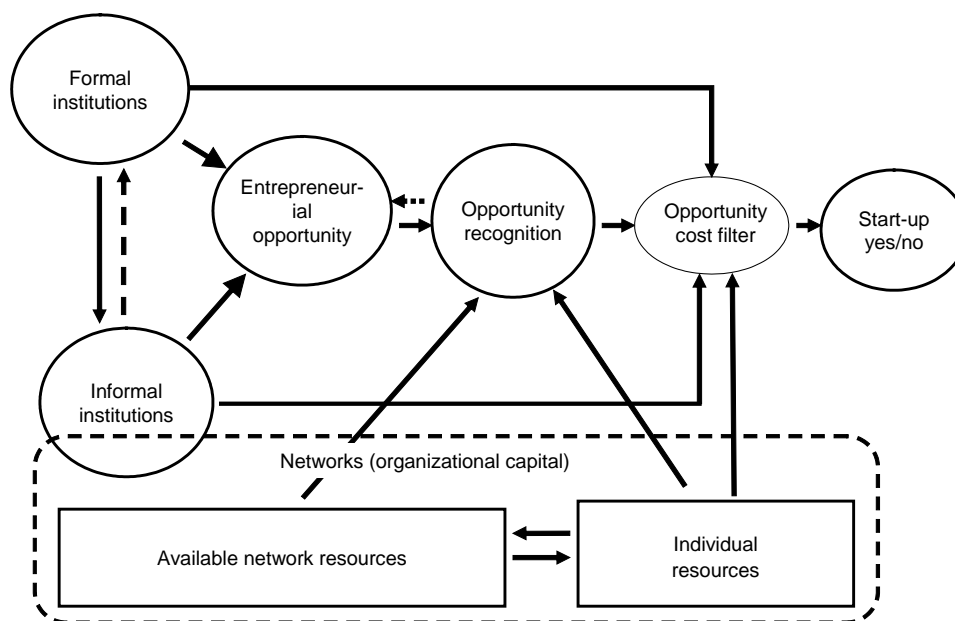 Formal
institutions
Entrepreneur-
ial
opportunity
Opportunity
recognition
Opportunity
cost filter
Start-up
yes/no
Informal
institutions
Networks (organizational capital)
Available network resources
Individual
resources